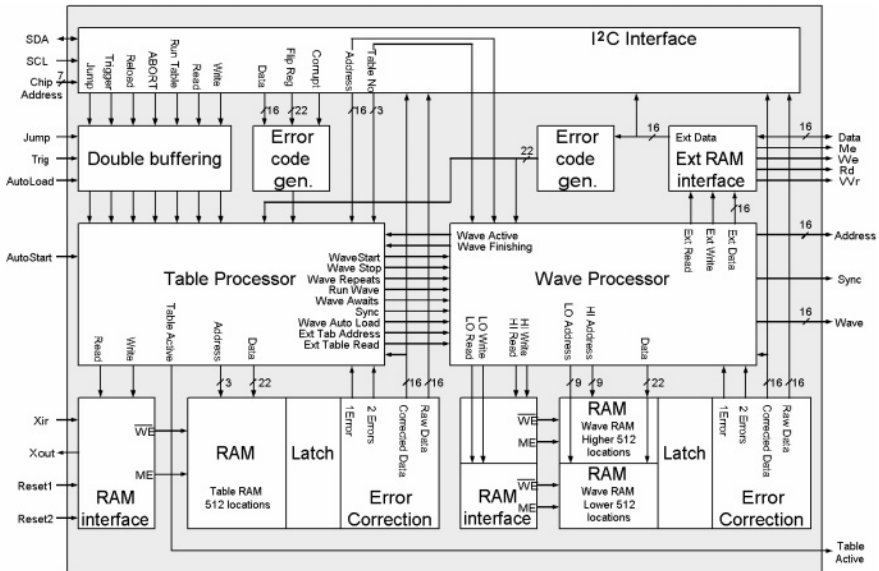 I²C Interface
SDA
SCL
Chip Address
7
Jump
Trigger
Reload
ABORT
Run Table
Read
Write
Data
Flip Reg
Corrupt
Address
Table No
16
22
16
3
Jump
Trig
AutoLoad
Double buffering
Error code gen.
22
Error code gen.
16
Ext Data
Ext RAM interface
16
Data
Me
We
Rd
Wr
16
AutoStart
Table Processor
Wave Active
Wave Finishing
WaveStart
Wave Stop
Wave Repeats
Run Wave
Wave Awaits
Sync
Wave Auto Load
Ext Tab Address
Ext Table Read
Wave Processor
Ext Read
Ext Write
Ext Data
16
Address
Sync
16
Wave
Read
Write
Table Active
Address
Data
3
22
16
16
LO Read
LO Write
HI Read
HI Write
LO Address
HI Address
Data
9
9
22
16
16
Xir
Xout
Reset1
Reset2
WE
ME
RAM interface
RAM
Table RAM
512 locations
Latch
1Error
2 Errors
Corrected Data
Raw Data
Error Correction
WE
ME
WE
ME
RAM interface
RAM
Wave RAM
Higher 512
locations
RAM
Wave RAM
Lower 512
locations
Latch
1Error
2 Errors
Corrected Data
Raw Data
Error Correction
Table Active